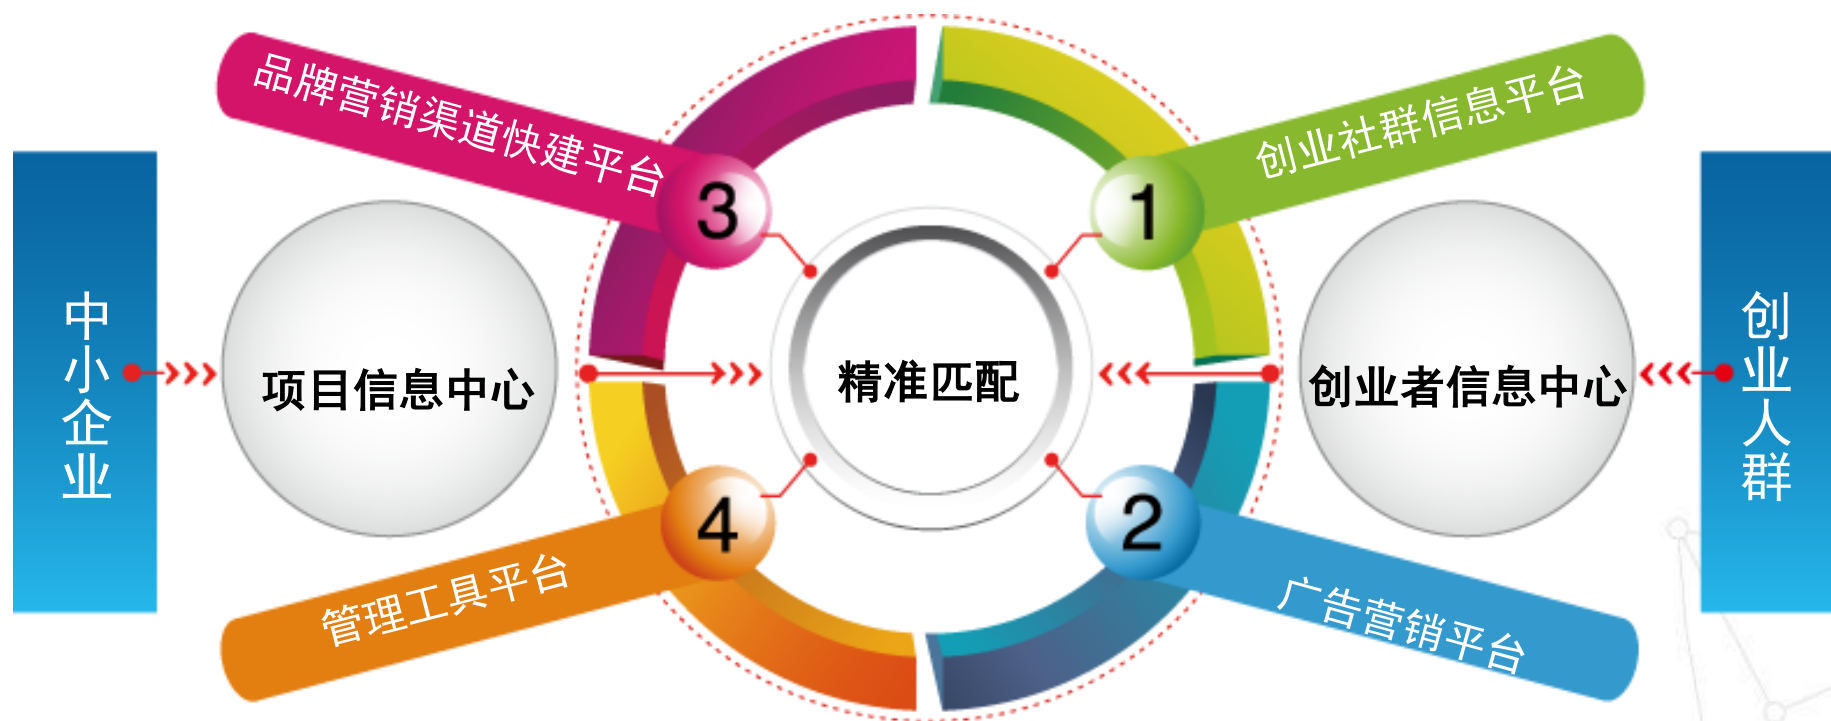 品牌营销渠道快建平台
创业社群信息平台
3
1
中小企业
项目信息中心
精准匹配
创业者信息中心
创业人群
4
2
管理工具平台
广告营销平台